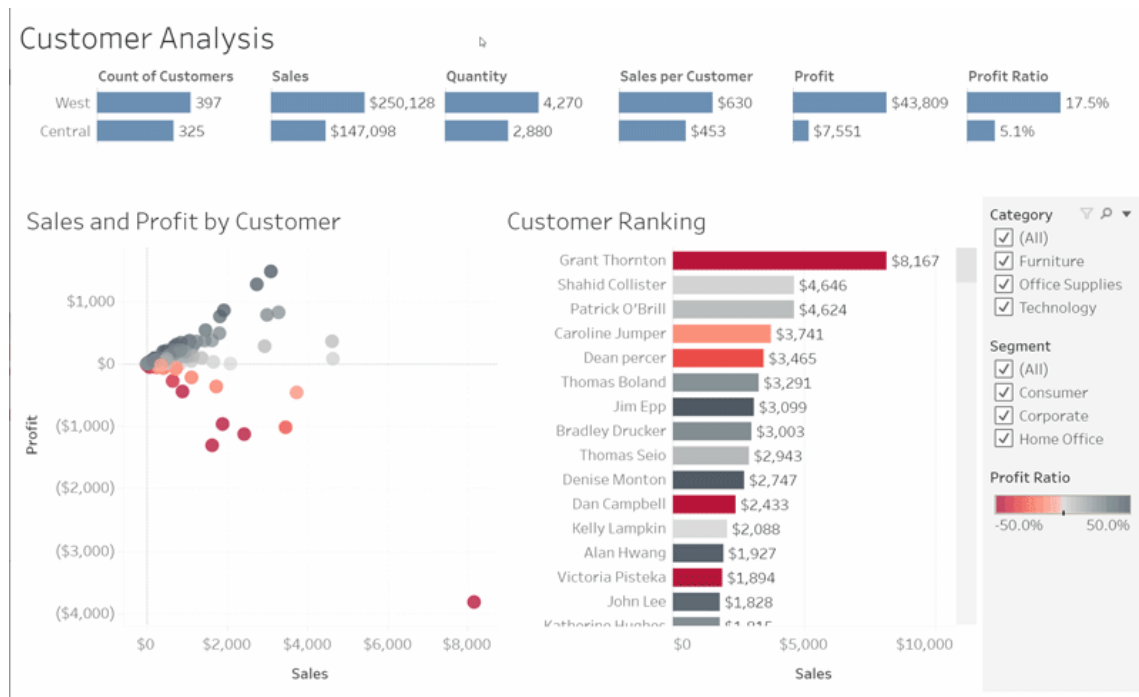 Customer Analysis
Count of Customers Sales Quantity Sales per Customer Profit Profit Ratio
West 397 $250,128 4,270 $630 $43,809 17.5%
Central 325 $147,098 2,880 $453 $7,551 5.1%
Sales and Profit by Customer
$1,000
$0
($1,000)
($2,000)
($3,000)
($4,000)
Profit
$0 $2,000 $4,000 $6,000 $8,000
Sales
Customer Ranking
Grant Thornton $8,167
Shahid Collister $4,646
Patrick O'Brill $4,624
Caroline Jumper $3,741
Dean percer $3,465
Thomas Boland $3,291
Jim Epp $3,099
Bradley Drucker $3,003
Thomas Seio $2,943
Denise Monton $2,747
Dan Campbell $2,433
Kelly Lampkin $2,088
Alan Hwang $1,927
Victoria Pisteka $1,894
John Lee $1,828
Katherine Hughes
$0 $5,000 $10,000
Sales
Category
(All)
Furniture
Office Supplies
Technology
Segment
(All)
Consumer
Corporate
Home Office
Profit Ratio
-50.0% 50.0%